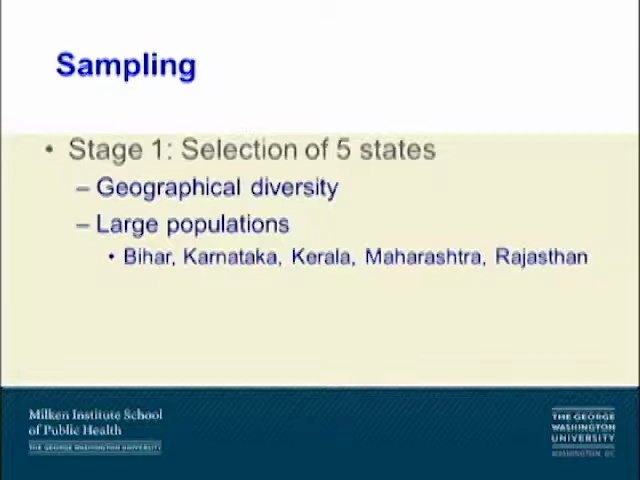 Sampling
• Stage 1: Selection of 5 states
– Geographical diversity
– Large populations
• Bihar, Karnataka, Kerala, Maharashtra, Rajasthan
Milken Institute School
of Public Health
THE GEORGE WASHINGTON UNIVERSITY
THE GEORGE
WASHINGTON
UNIVERSITY
WASHINGTON DC